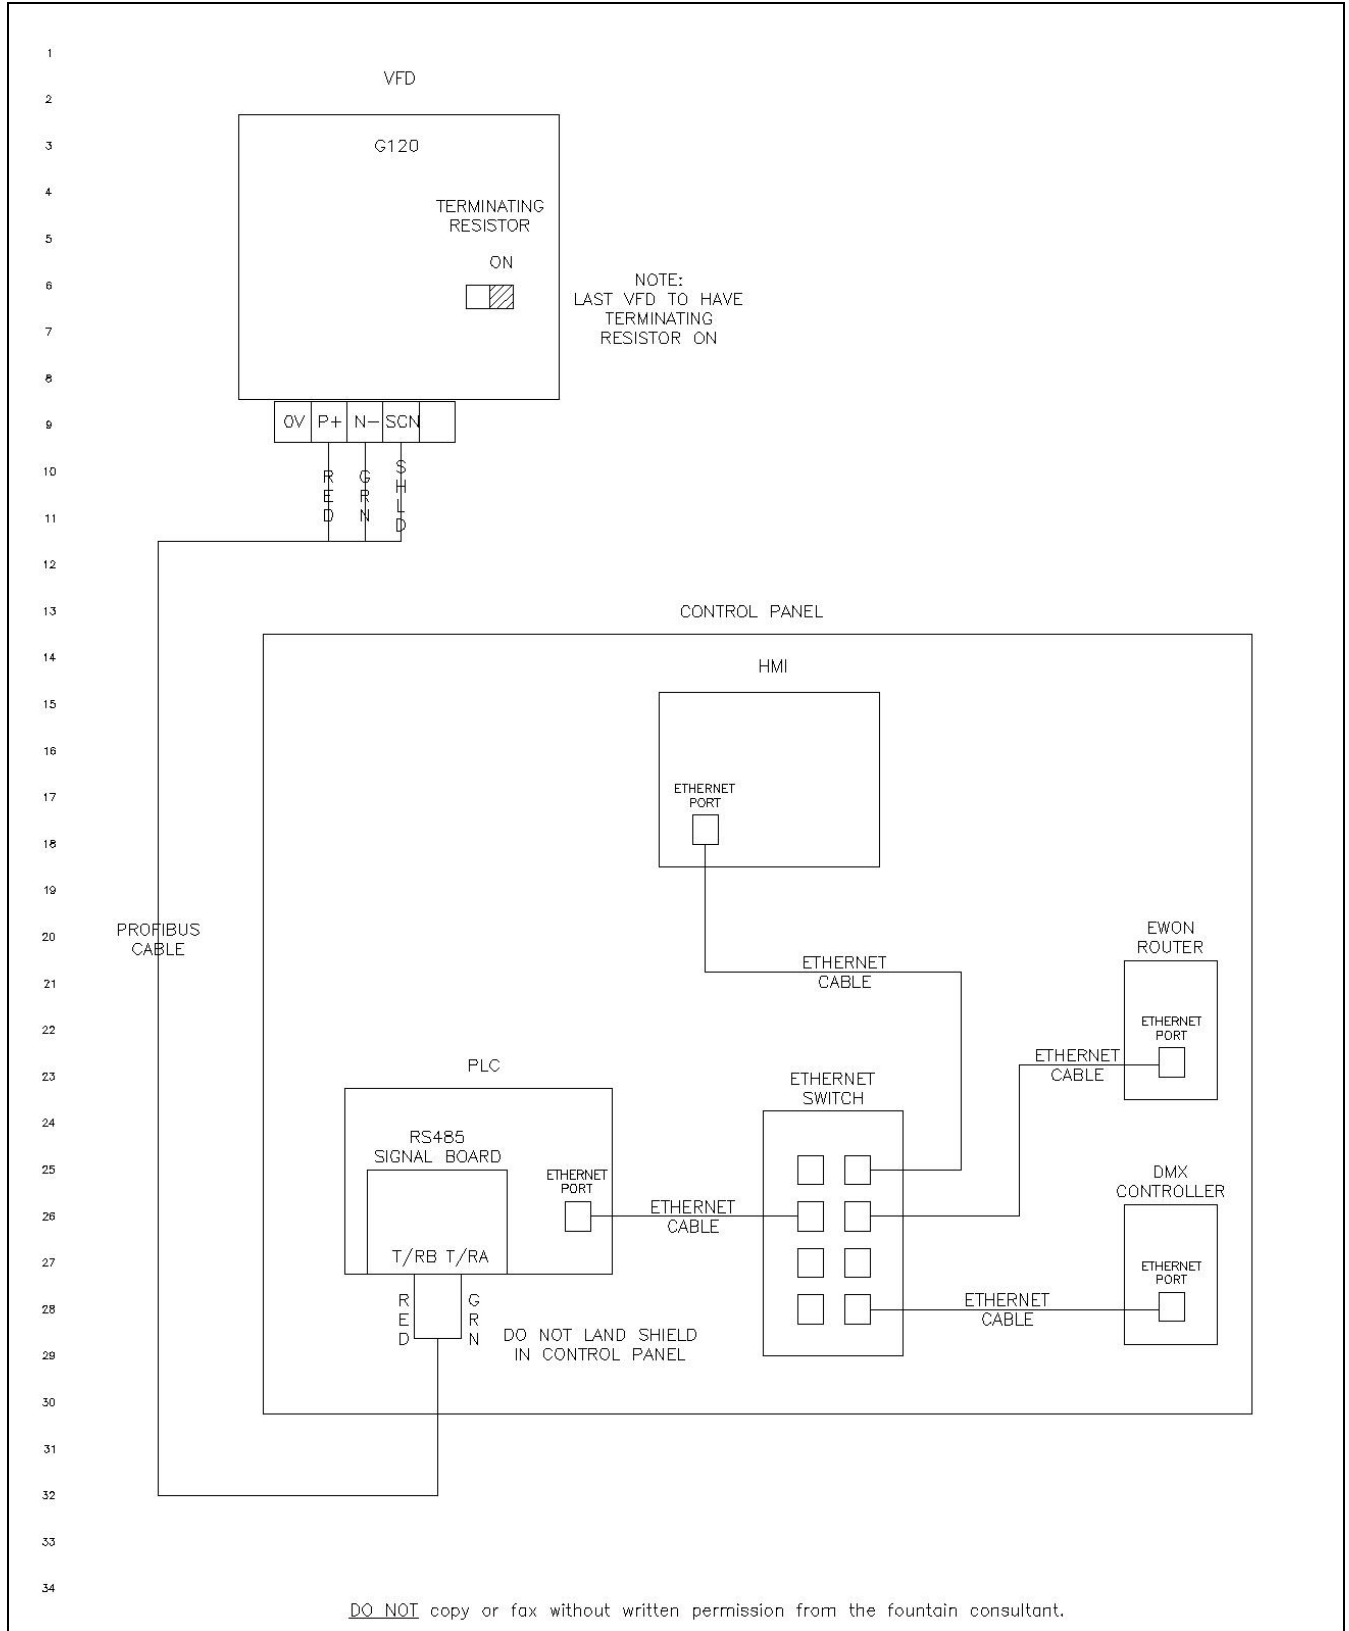 1
VFD
2
3
G120
4
TERMINATING
RESISTOR
5
ON
6
NOTE:
LAST VFD TO HAVE
TERMINATING
RESISTOR ON
7
8
9
0V P+ N- SCN
10
RED GRN SHLD
11
12
13
CONTROL PANEL
14
HMI
15
16
17
ETHERNET
PORT
18
19
20
PROFIBUS
CABLE
EWON
ROUTER
21
ETHERNET
CABLE
22
ETHERNET
PORT
23
ETHERNET
CABLE
PLC
ETHERNET
SWITCH
24
RS485
SIGNAL BOARD
25
ETHERNET
PORT
DMX
CONTROLLER
26
ETHERNET
CABLE
27
T/RB T/RA
ETHERNET
PORT
28
RED GRN
ETHERNET
CABLE
DO NOT LAND SHIELD
IN CONTROL PANEL
29
30
31
32
33
34
DO NOT copy or fax without written permission from the fountain consultant.